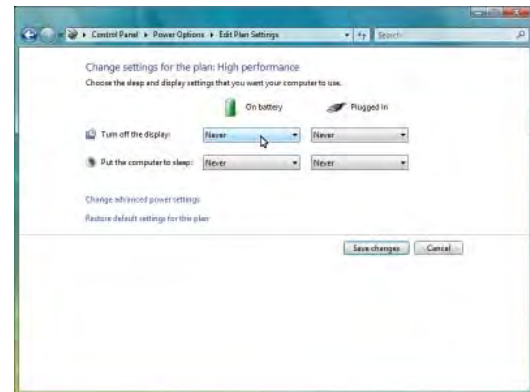 Control Panel ▸ Power Options ▸ Edit Plan Settings Search
Change settings for the plan: High performance
Choose the sleep and display settings that you want your computer to use.
On battery Plugged in
Turn off the display: Never Never
Put the computer to sleep: Never Never
Change advanced power settings
Restore default settings for this plan
Save changes Cancel